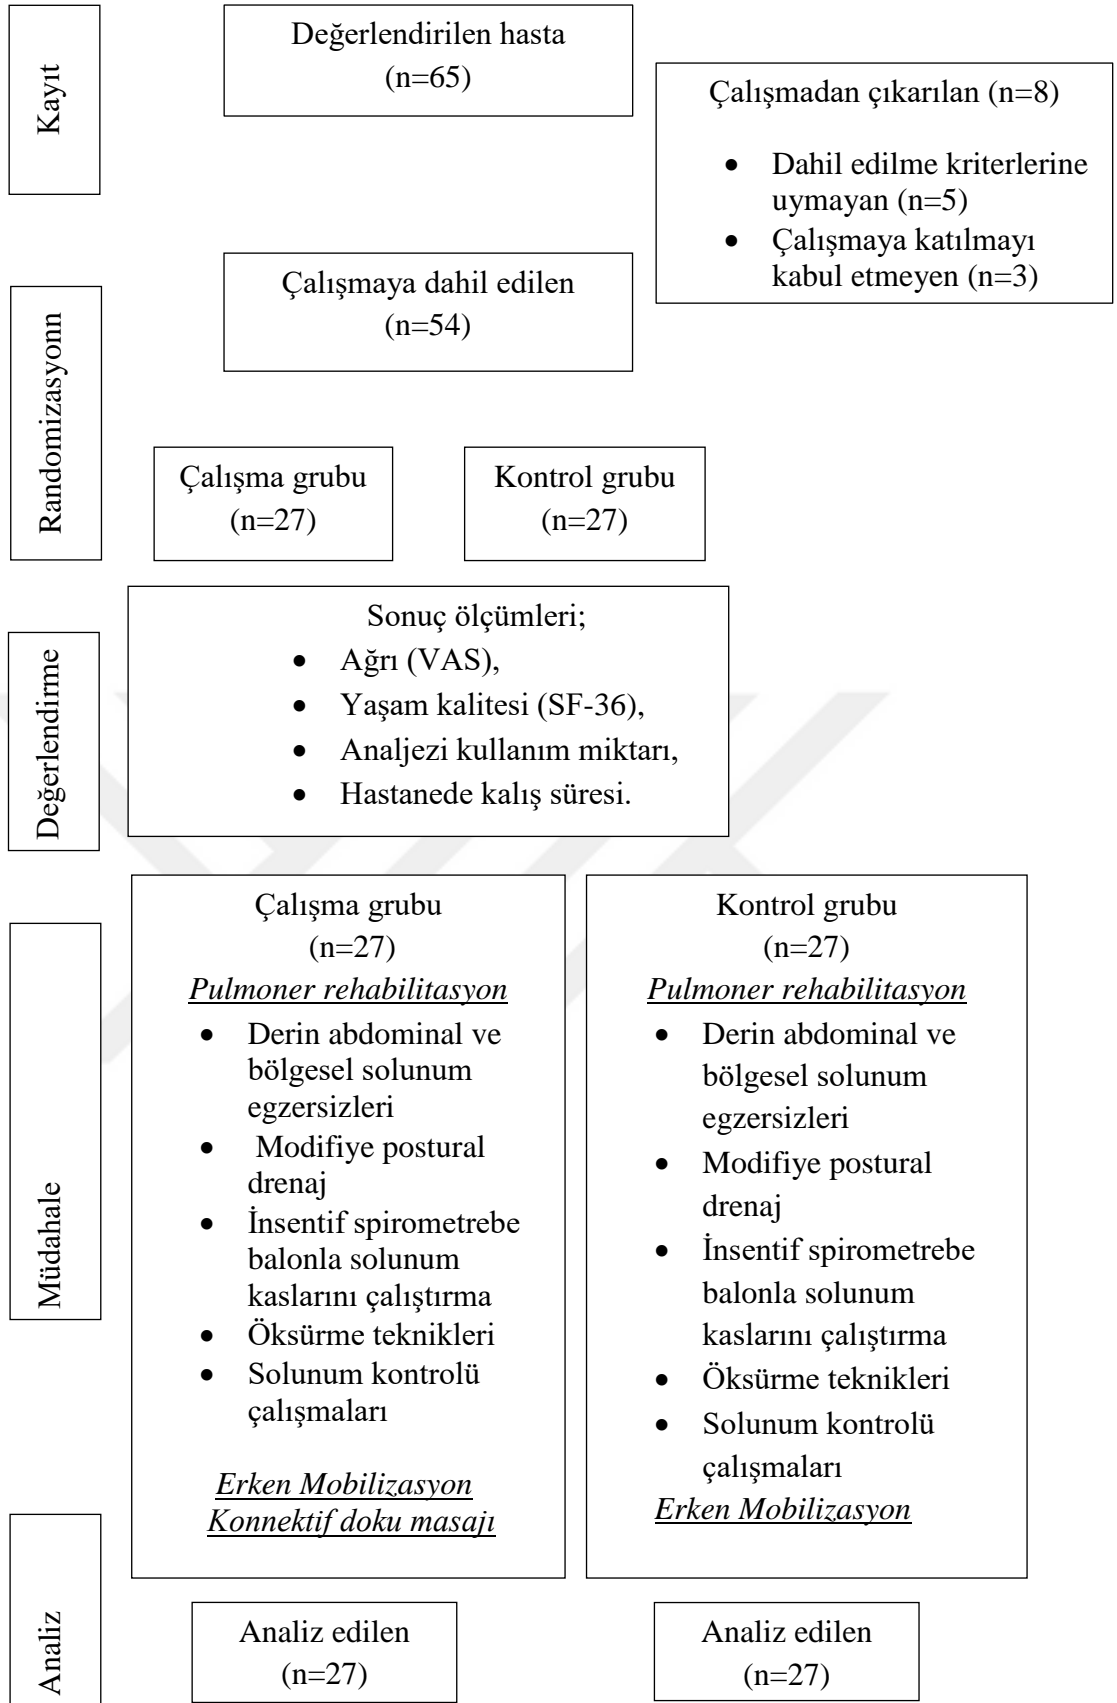 Kayıt
Değerlendirilen hasta
(n=65)
Çalışmadan çıkarılan (n=8)
• Dahil edilme kriterlerine
uymayan (n=5)
• Çalışmaya katılmayı
kabul etmeyen (n=3)
Randomizasyonn
Çalışmaya dahil edilen
(n=54)
Çalışma grubu
(n=27)
Kontrol grubu
(n=27)
Değerlendirme
Sonuç ölçümleri;
• Ağrı (VAS),
• Yaşam kalitesi (SF-36),
• Analjezi kullanım miktarı,
• Hastanede kalış süresi.
Müdahale
Çalışma grubu
(n=27)
Pulmoner rehabilitasyon
• Derin abdominal ve
bölgesel solunum
egzersizleri
• Modifiye postural
drenaj
• İnsentif spirometrebe
balonla solunum
kaslarını çalıştırma
• Öksürme teknikleri
• Solunum kontrolü
çalışmaları
Erken Mobilizasyon
Konnektif doku masajı
Kontrol grubu
(n=27)
Pulmoner rehabilitasyon
• Derin abdominal ve
bölgesel solunum
egzersizleri
• Modifiye postural
drenaj
• İnsentif spirometrebe
balonla solunum
kaslarını çalıştırma
• Öksürme teknikleri
• Solunum kontrolü
çalışmaları
Erken Mobilizasyon
Analiz
Analiz edilen
(n=27)
Analiz edilen
(n=27)